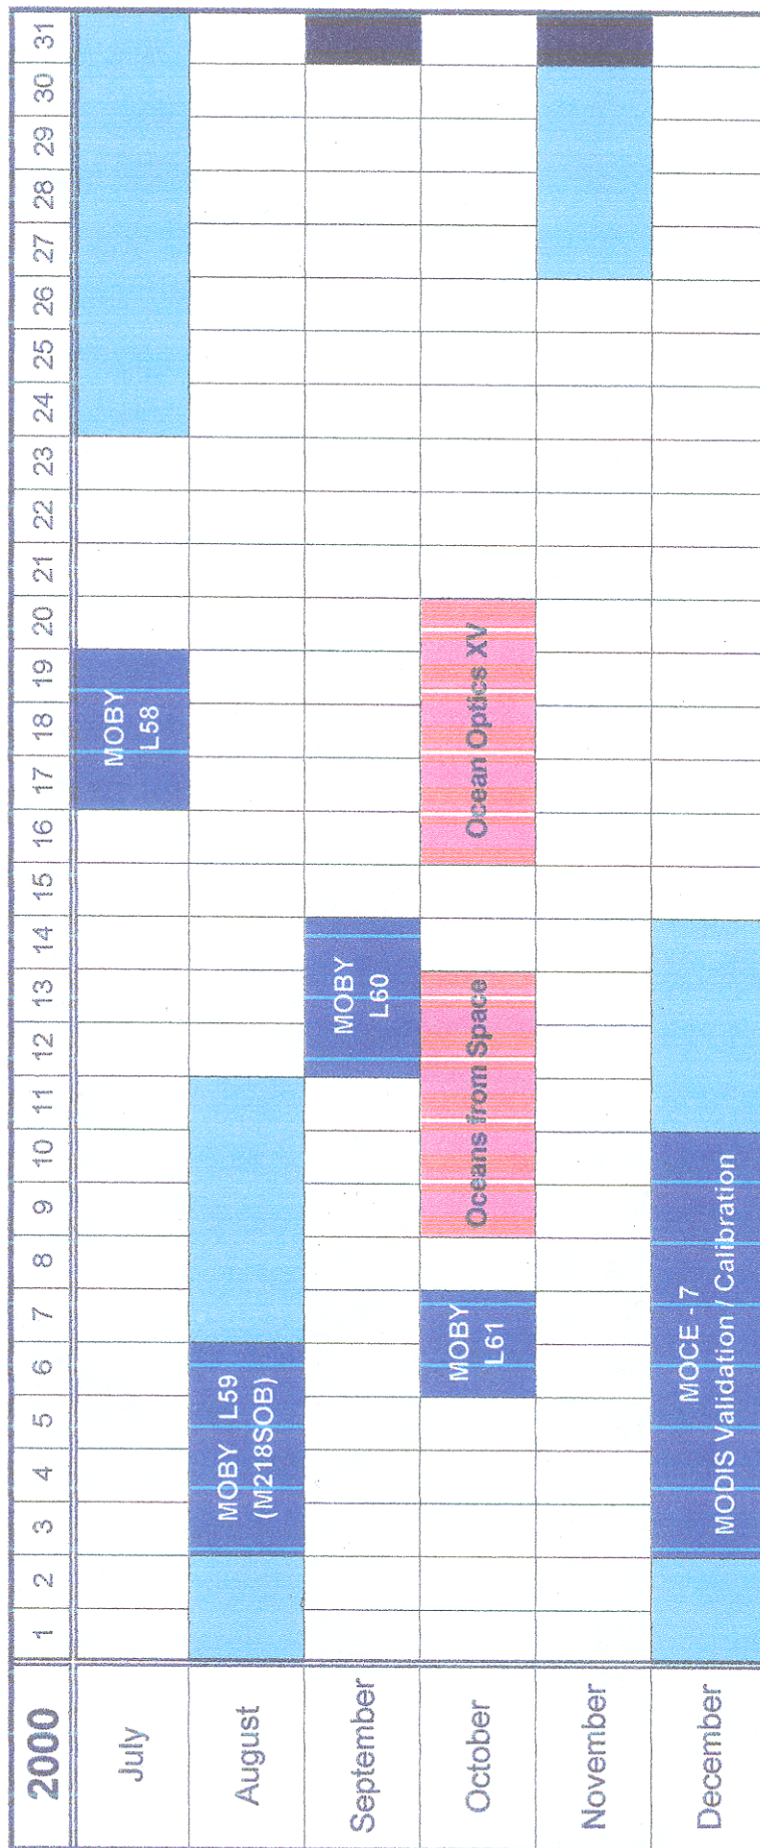 2000 1 2 3 4 5 6 7 8 9 10 11 12 13 14 15 16 17 18 19 20 21 22 23 24 25 26 27 28 29 30 31
July
MOBY
L58
August
MOBY L59
(M218SOB)
September
MOBY
L60
October
MOBY
L61
Oceans from Space
Ocean Optics XV
November
December
MOCE - 7
MODIS Validation / Calibration